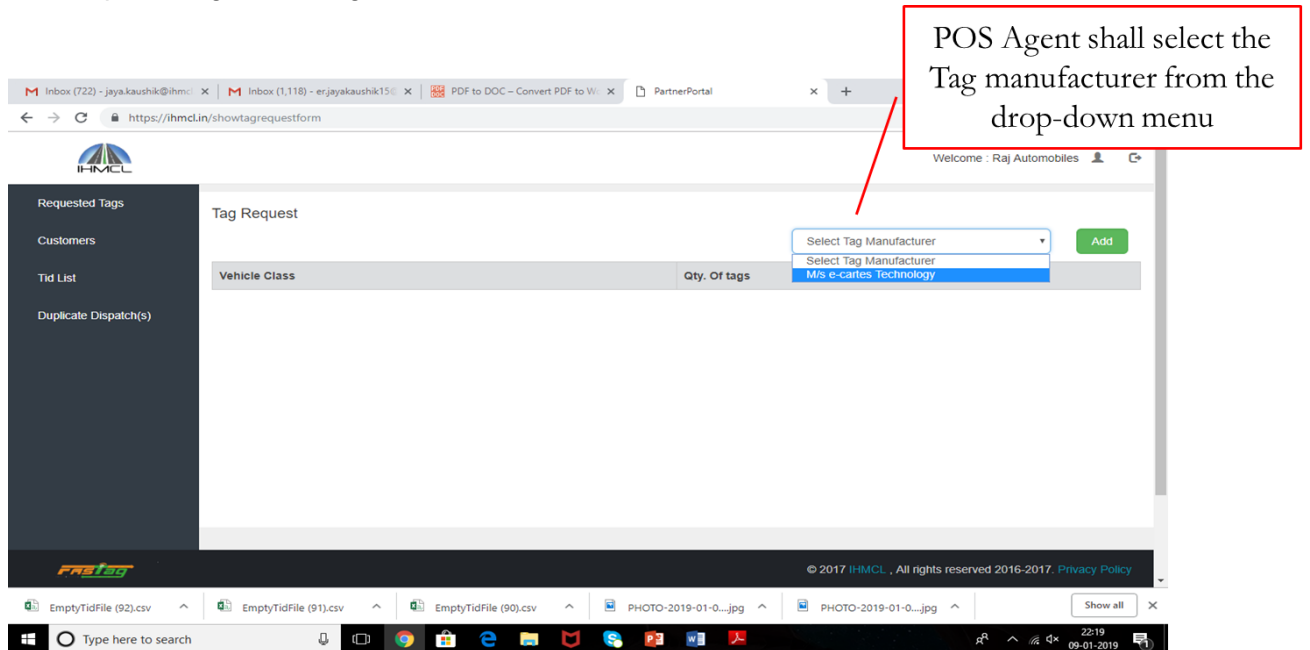 POS Agent shall select the
Tag manufacturer from the
drop-down menu
Inbox (722) - jaya.kaushik@ihmcl
Inbox (1,118) - er.jayakaushik15
PDF to DOC – Convert PDF to W
PartnerPortal
https://ihmcl.in/showtagrequestform
IHMCL
Welcome : Raj Automobiles
Requested Tags
Customers
Tid List
Duplicate Dispatch(s)
Tag Request
Select Tag Manufacturer
Add
Select Tag Manufacturer
M/s e-cartes Technology
Vehicle Class
Qty. Of tags
FASTag
© 2017 IHMCL , All rights reserved 2016-2017. Privacy Policy
EmptyTidFile (92).csv
EmptyTidFile (91).csv
EmptyTidFile (90).csv
PHOTO-2019-01-0....jpg
PHOTO-2019-01-0....jpg
Show all
Type here to search
22:19
09-01-2019